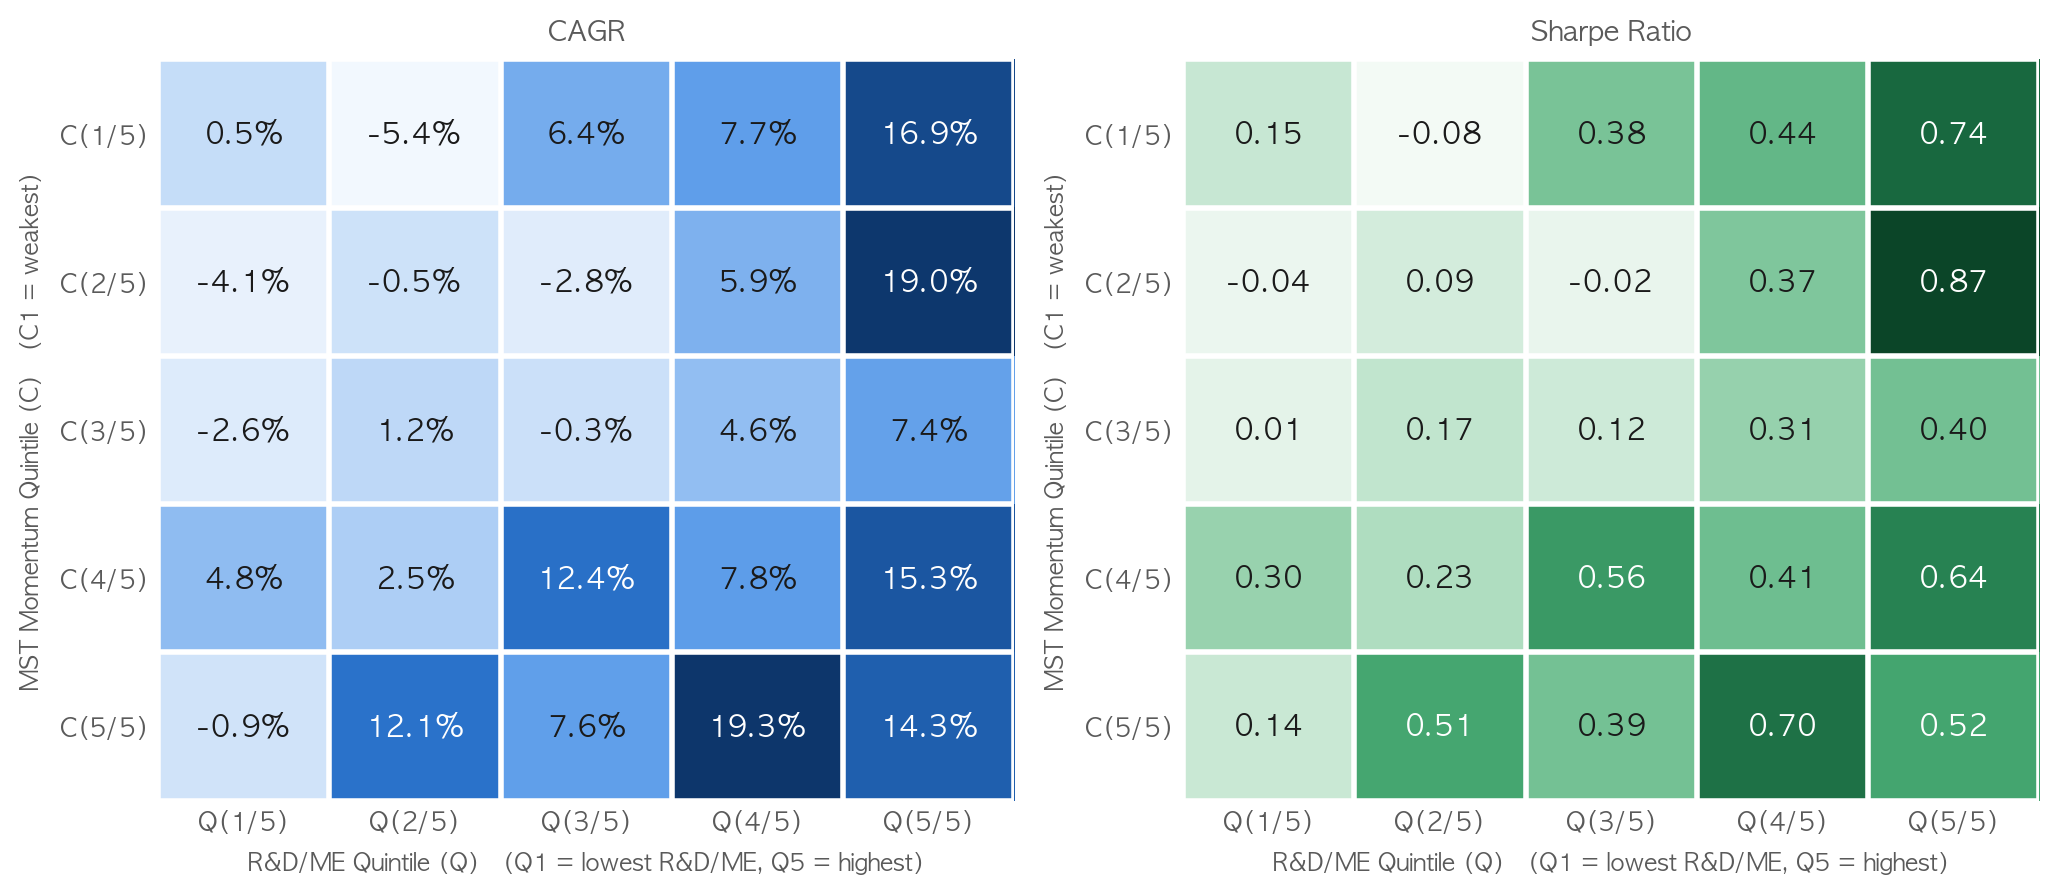 CAGR
C(1/5) 0.5% -5.4% 6.4% 7.7% 16.9%
C(2/5) -4.1% -0.5% -2.8% 5.9% 19.0%
C(3/5) -2.6% 1.2% -0.3% 4.6% 7.4%
C(4/5) 4.8% 2.5% 12.4% 7.8% 15.3%
C(5/5) -0.9% 12.1% 7.6% 19.3% 14.3%
Q(1/5) Q(2/5) Q(3/5) Q(4/5) Q(5/5)
R&D/ME Quintile (Q) (Q1 = lowest R&D/ME, Q5 = highest)
MST Momentum Quintile (C) (C1 = weakest)
Sharpe Ratio
C(1/5) 0.15 -0.08 0.38 0.44 0.74
C(2/5) -0.04 0.09 -0.02 0.37 0.87
C(3/5) 0.01 0.17 0.12 0.31 0.40
C(4/5) 0.30 0.23 0.56 0.41 0.64
C(5/5) 0.14 0.51 0.39 0.70 0.52
Q(1/5) Q(2/5) Q(3/5) Q(4/5) Q(5/5)
R&D/ME Quintile (Q) (Q1 = lowest R&D/ME, Q5 = highest)
MST Momentum Quintile (C) (C1 = weakest)